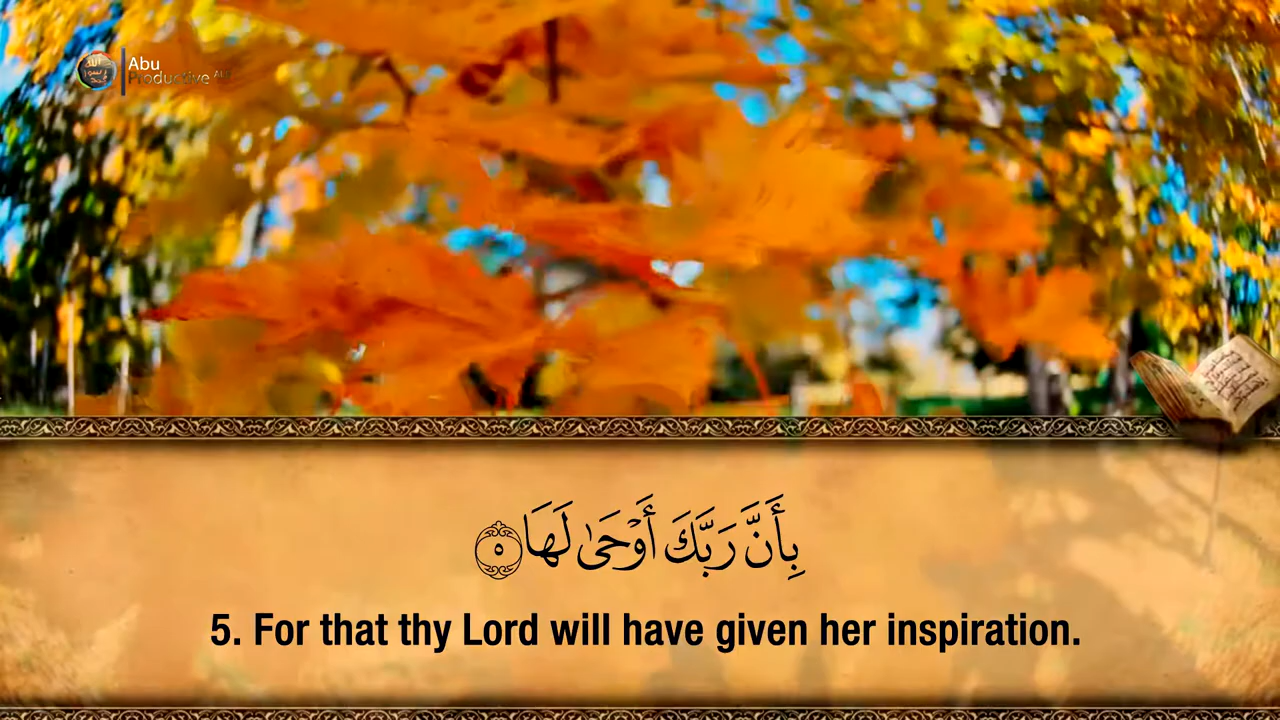 Abu
Productive
بِأَنَّ رَبَّكَ أَوْحَىٰ لَهَا ٥
5. For that thy Lord will have given her inspiration.